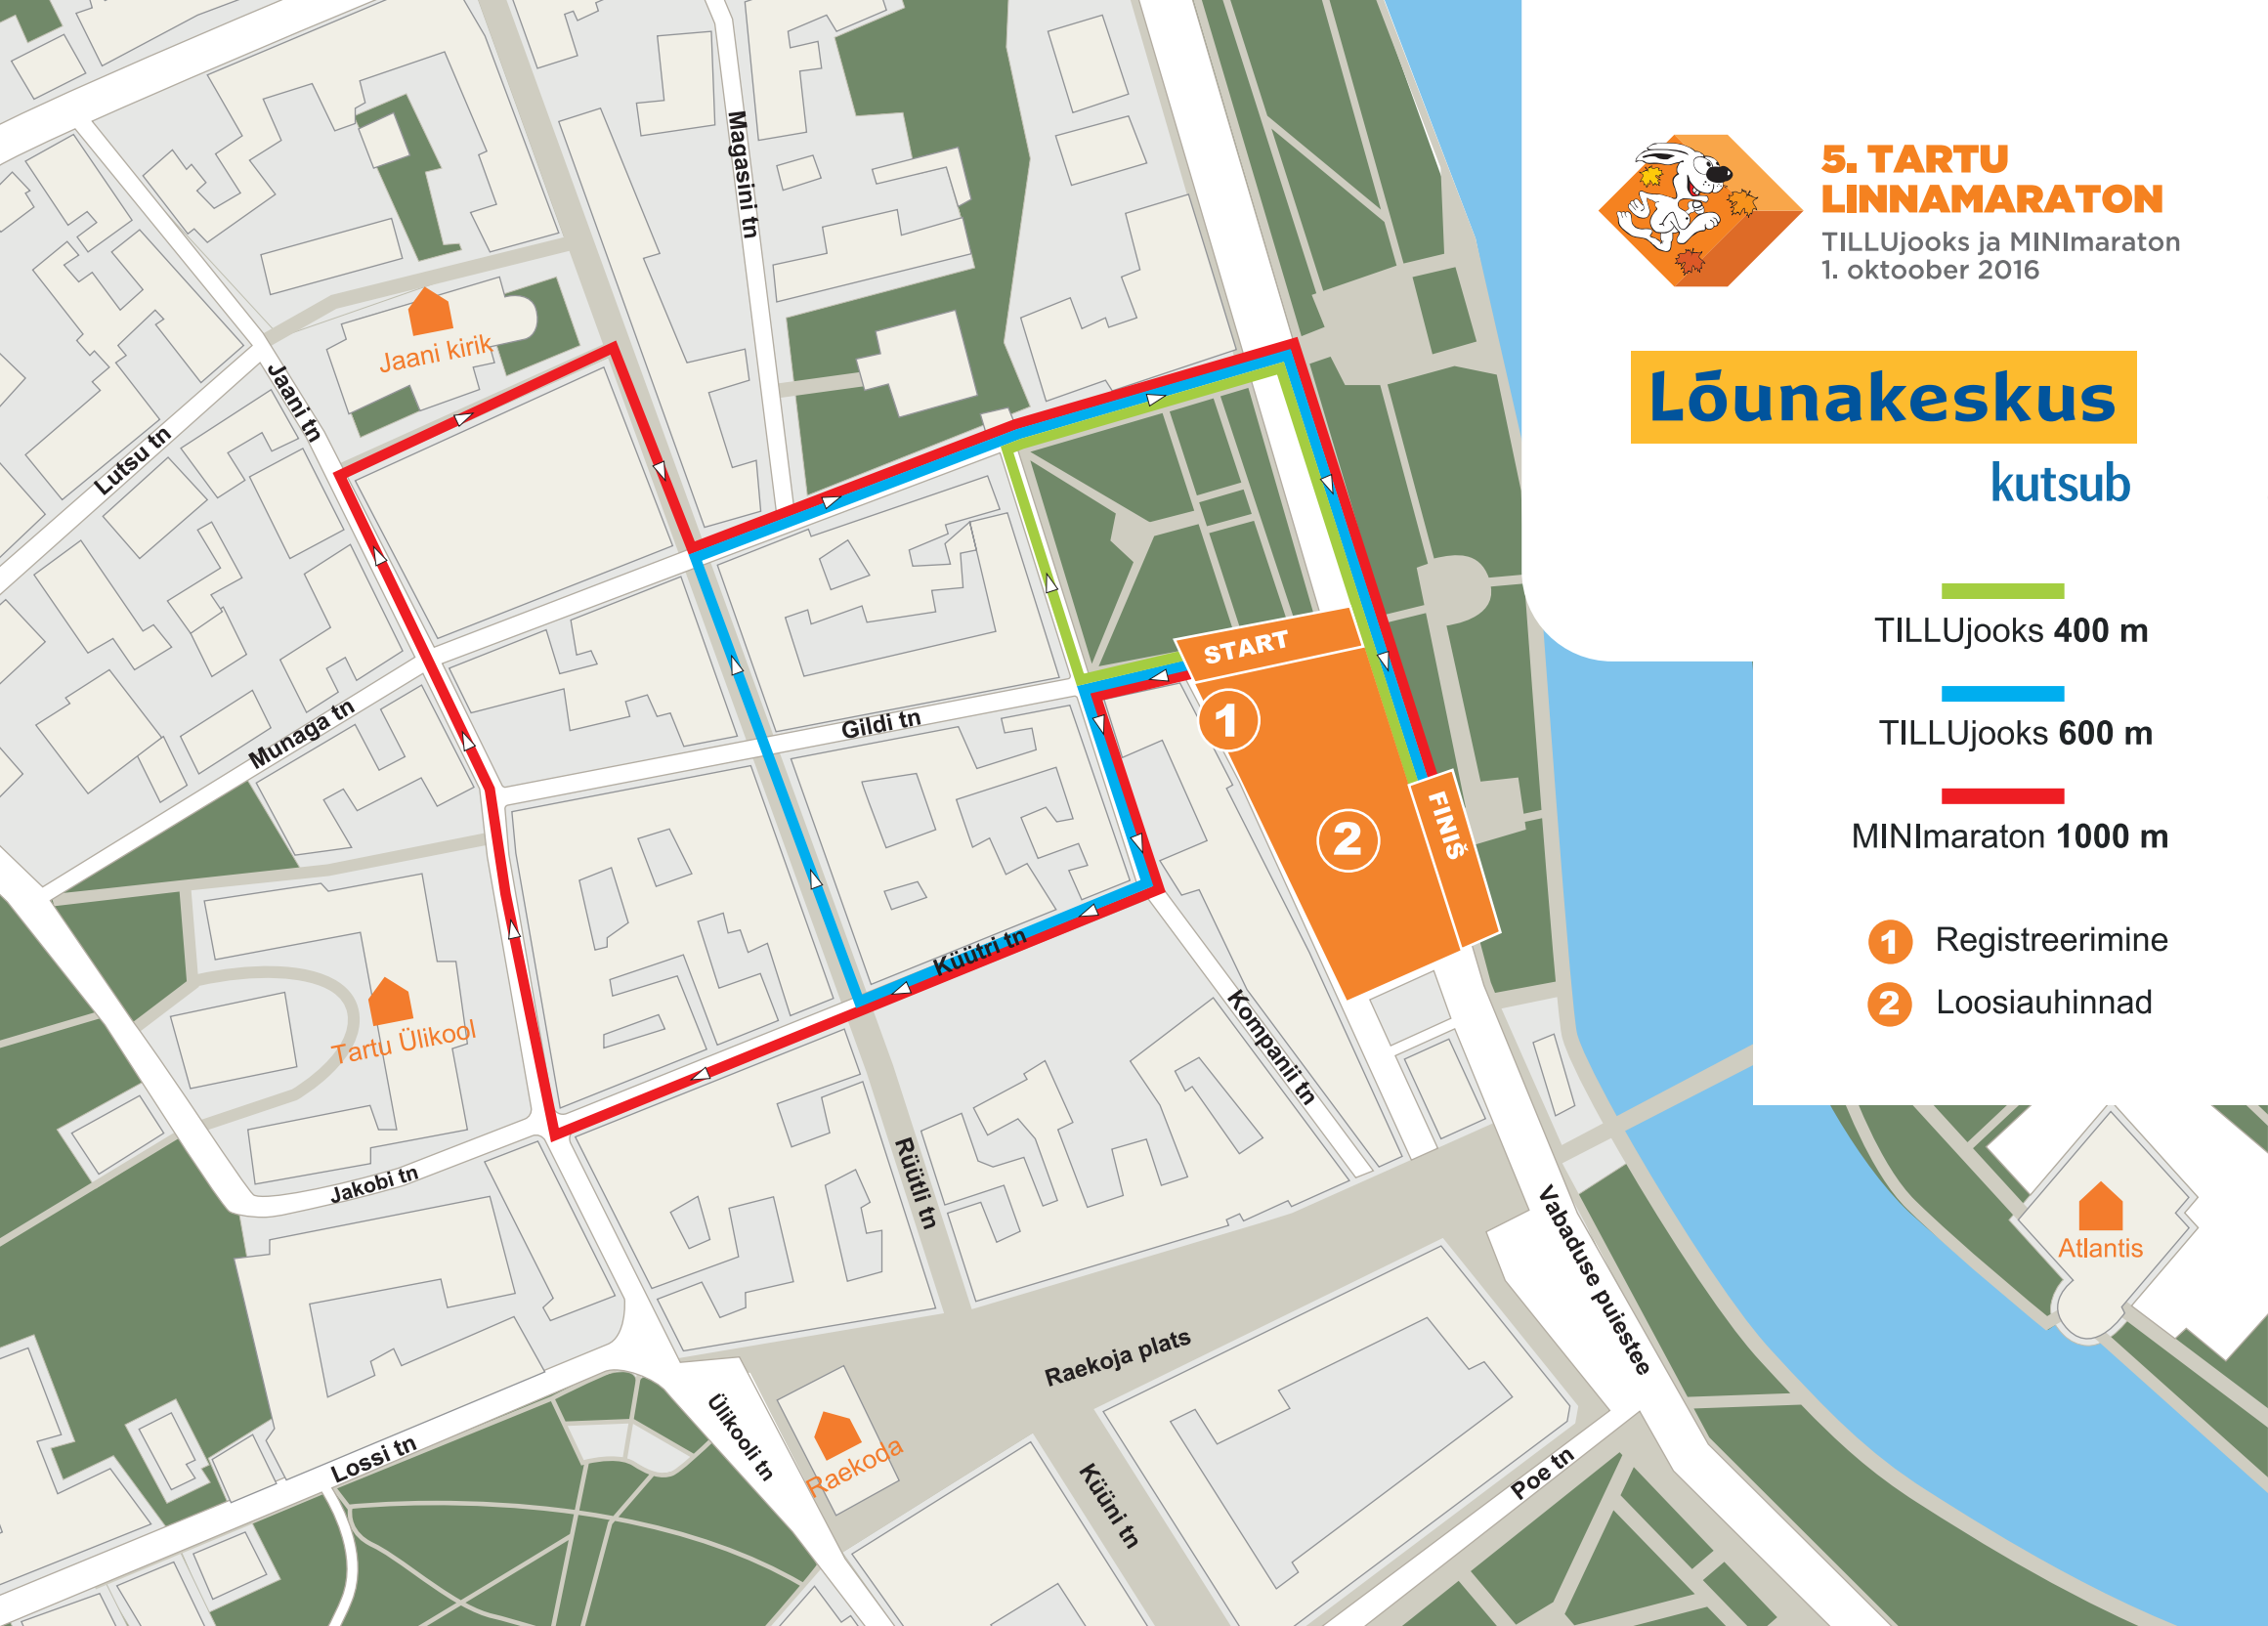 5. TARTU
LINNAMARATON
TILLUjooks ja MINImaraton
1. oktoober 2016
Lõunakeskus
kutsub
TILLUjooks 400 m
TILLUjooks 600 m
MINImaraton 1000 m
1 Registreerimine
2 Loosiauhinnad
Magasini tn
Jaani kirik
Jaani tn
Lutsu tn
START
1
Munaga tn
Gildi tn
2
FINIŠ
Küütri tn
Tartu Ülikool
Kompanii tn
Jakobi tn
Rüütli tn
Vabaduse puiestee
Atlantis
Raekoja plats
Ülikooli tn
Raekoda
Lossi tn
Küüni tn
Poe tn